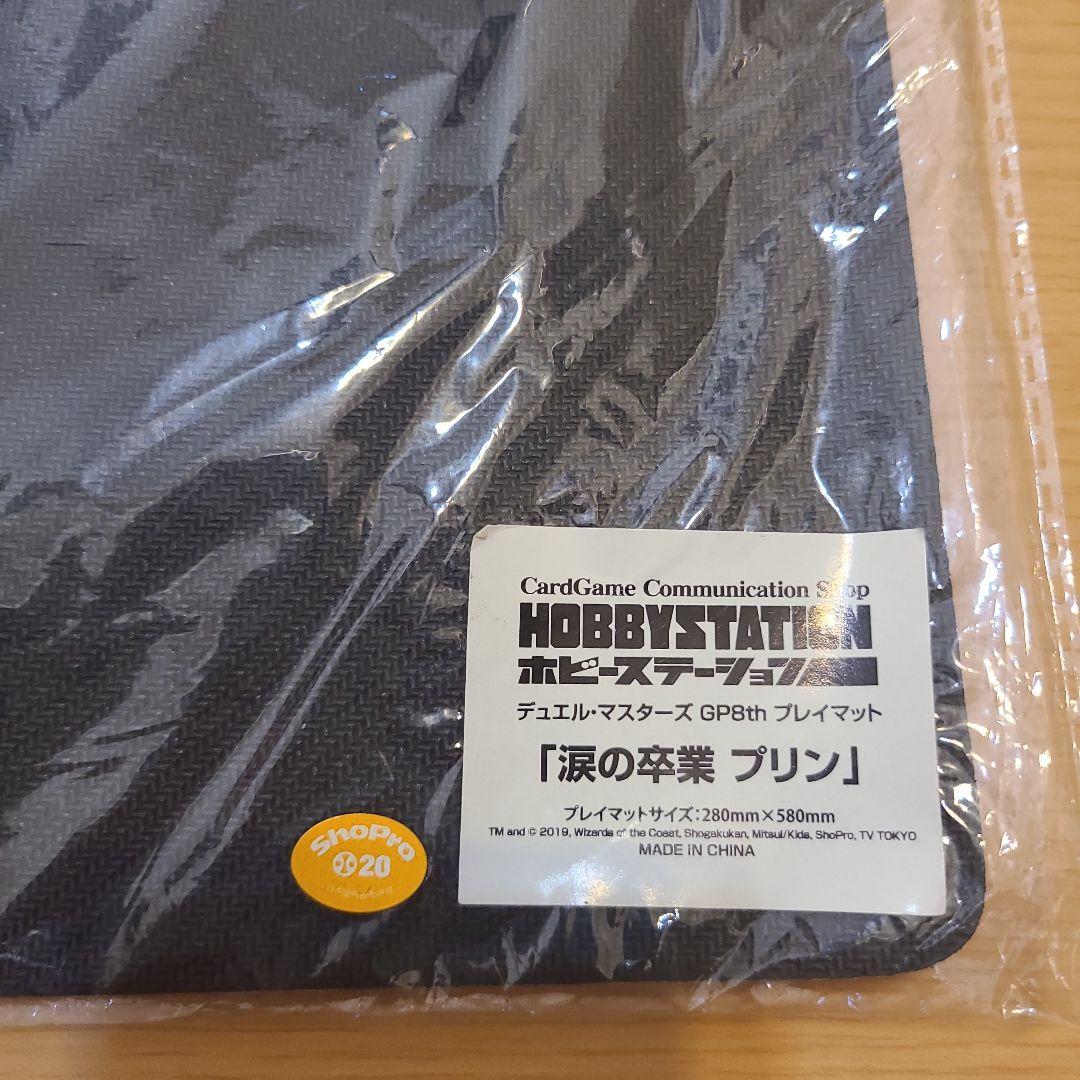 CardGame Communication Shop
HOBBYSTATION
ホビーステーション
デュエル・マスターズ GP8th プレイマット
「涙の卒業 プリン」
プレイマットサイズ:280mm×580mm
TM and © 2019, Wizards of the Coast, Shogakukan, Mitsui/Kids, ShoPro, TV TOKYO
MADE IN CHINA
ShoPro
20